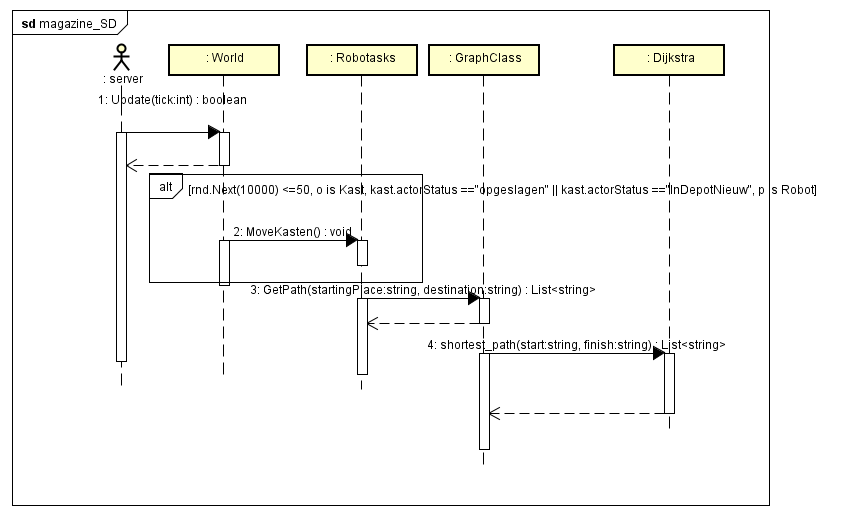 sd magazine_SD
: server
: World
: Robotasks
: GraphClass
: Dijkstra
1: Update(tick:int) : boolean
alt
[rnd.Next(10000) <=50, o is Kast, kast.actorStatus =="opgeslagen" || kast.actorStatus =="InDepotNieuw", p is Robot]
2: MoveKasten() : void
3: GetPath(startingPlace:string, destination:string) : List<string>
4: shortest_path(start:string, finish:string) : List<string>